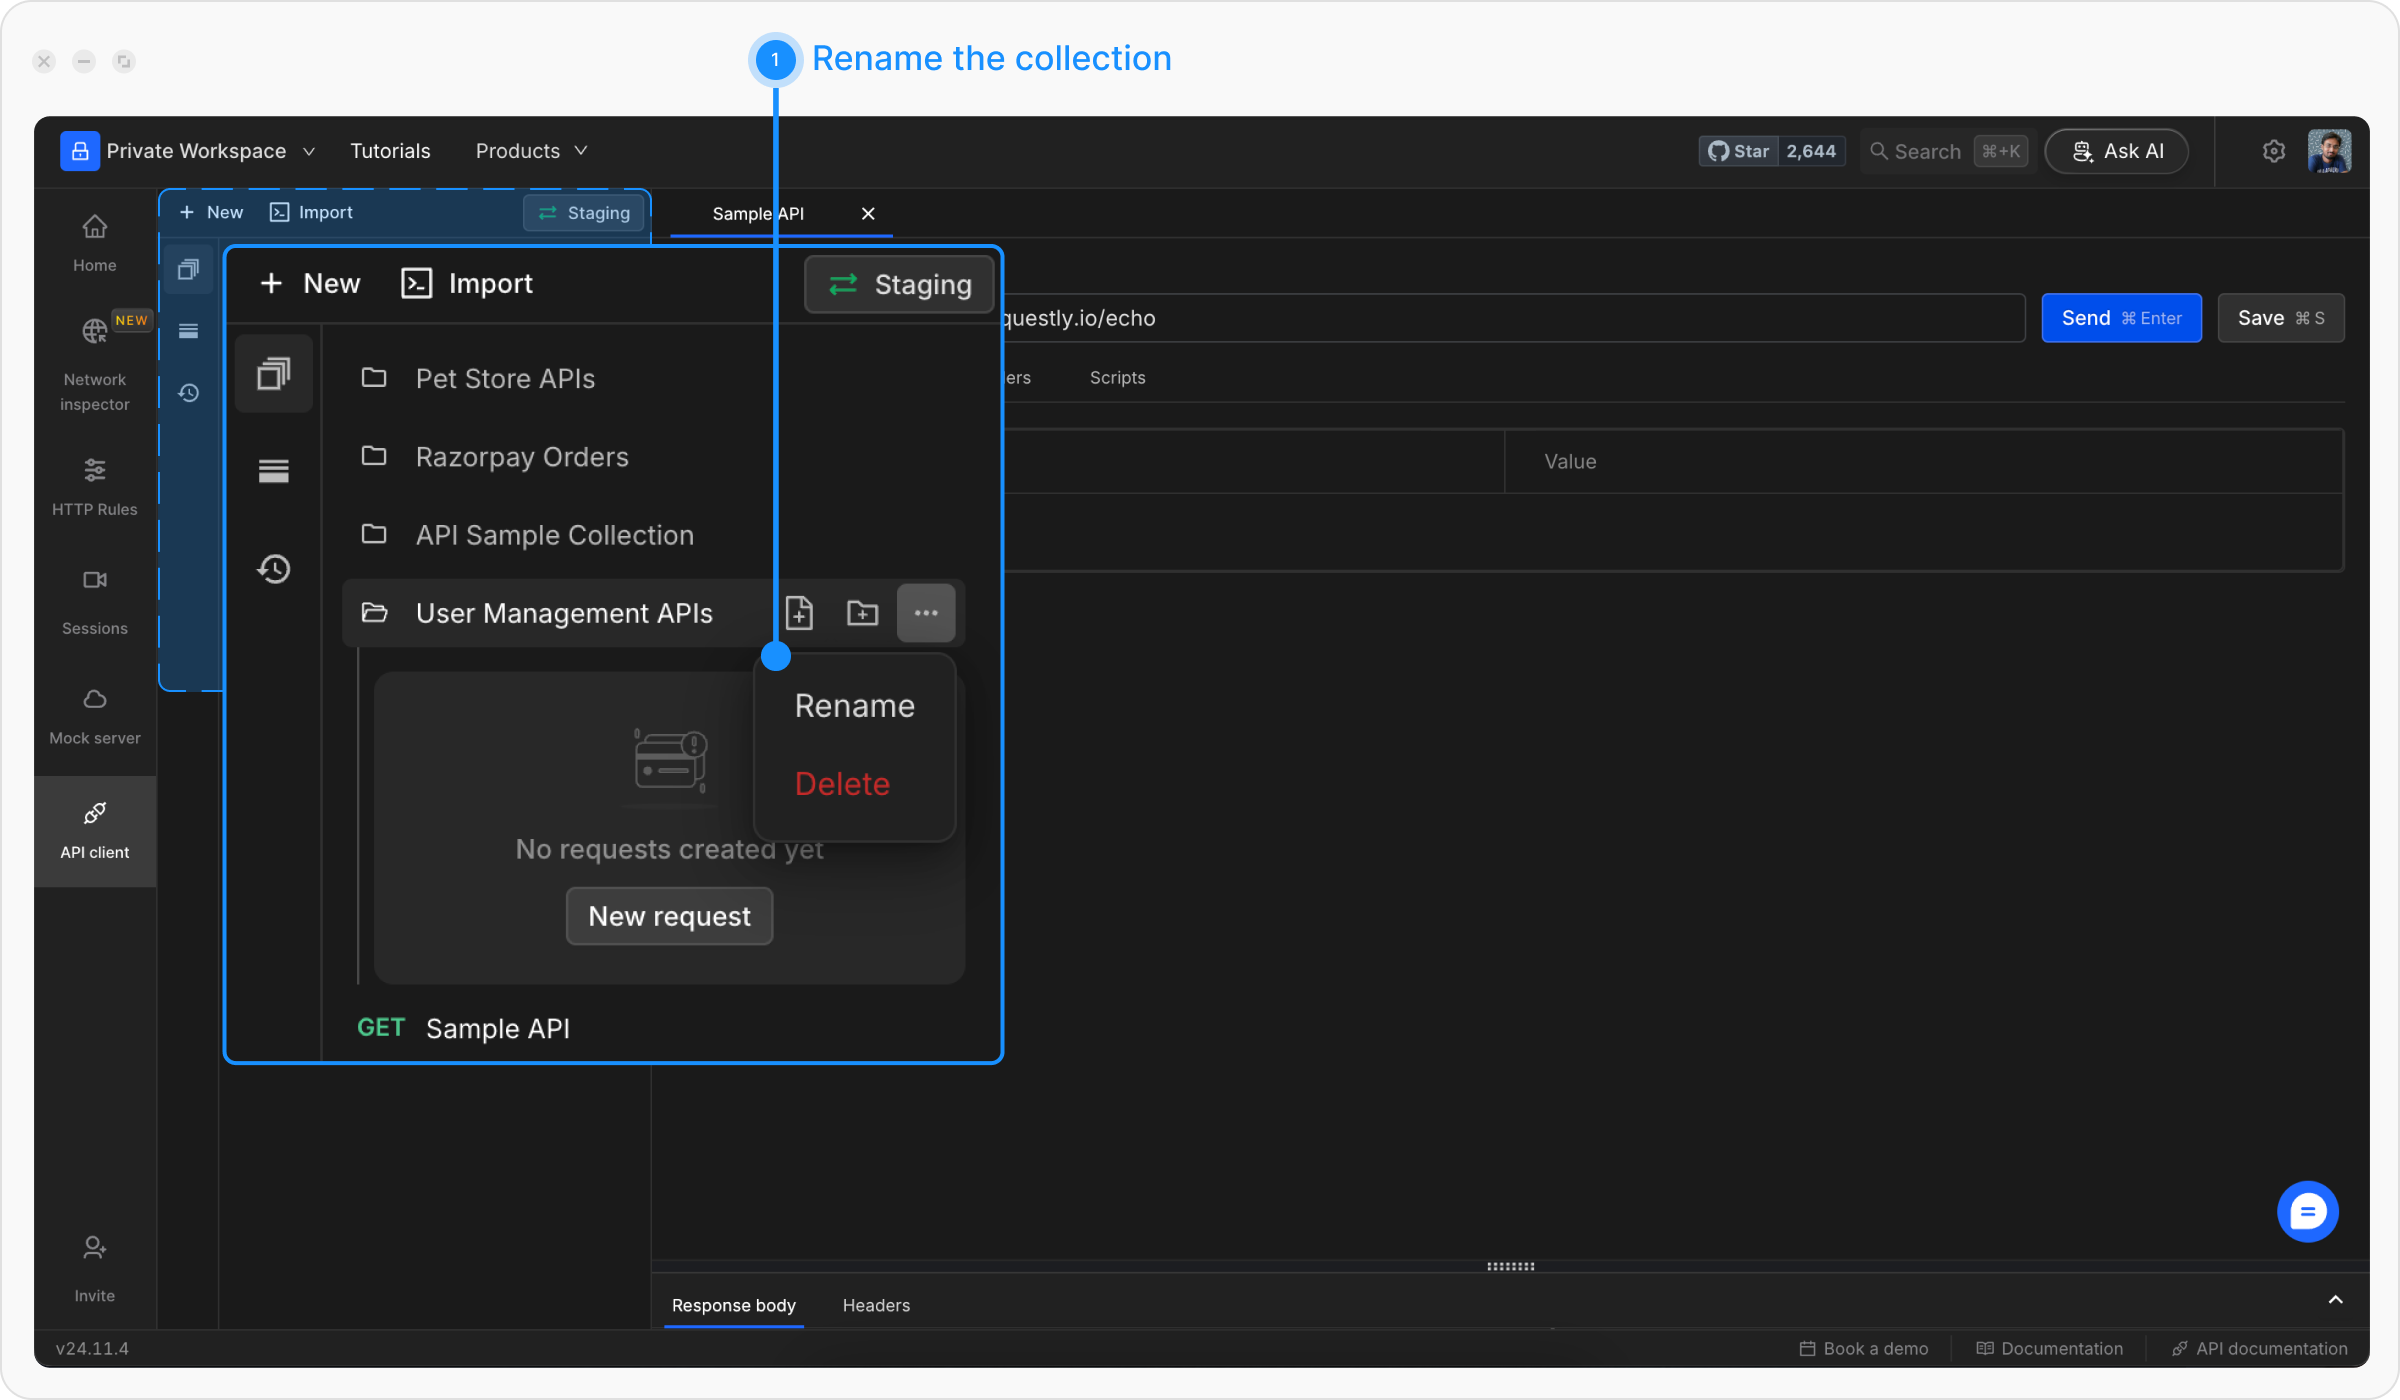 1 Rename the collection
Private Workspace
Tutorials
Products
Star 2,644
Search ⌘+K
Ask AI
New
Import
Staging
Sample API
Home
NEW
Network
inspector
HTTP Rules
Sessions
Mock server
API client
Invite
New
Import
Staging
Pet Store APIs
Razorpay Orders
API Sample Collection
User Management APIs
Rename
Delete
No requests created yet
New request
GET Sample API
questly.io/echo
Send ⌘ Enter
Save ⌘ S
ers
Scripts
Value
Response body
Headers
v24.11.4
Book a demo
Documentation
API documentation